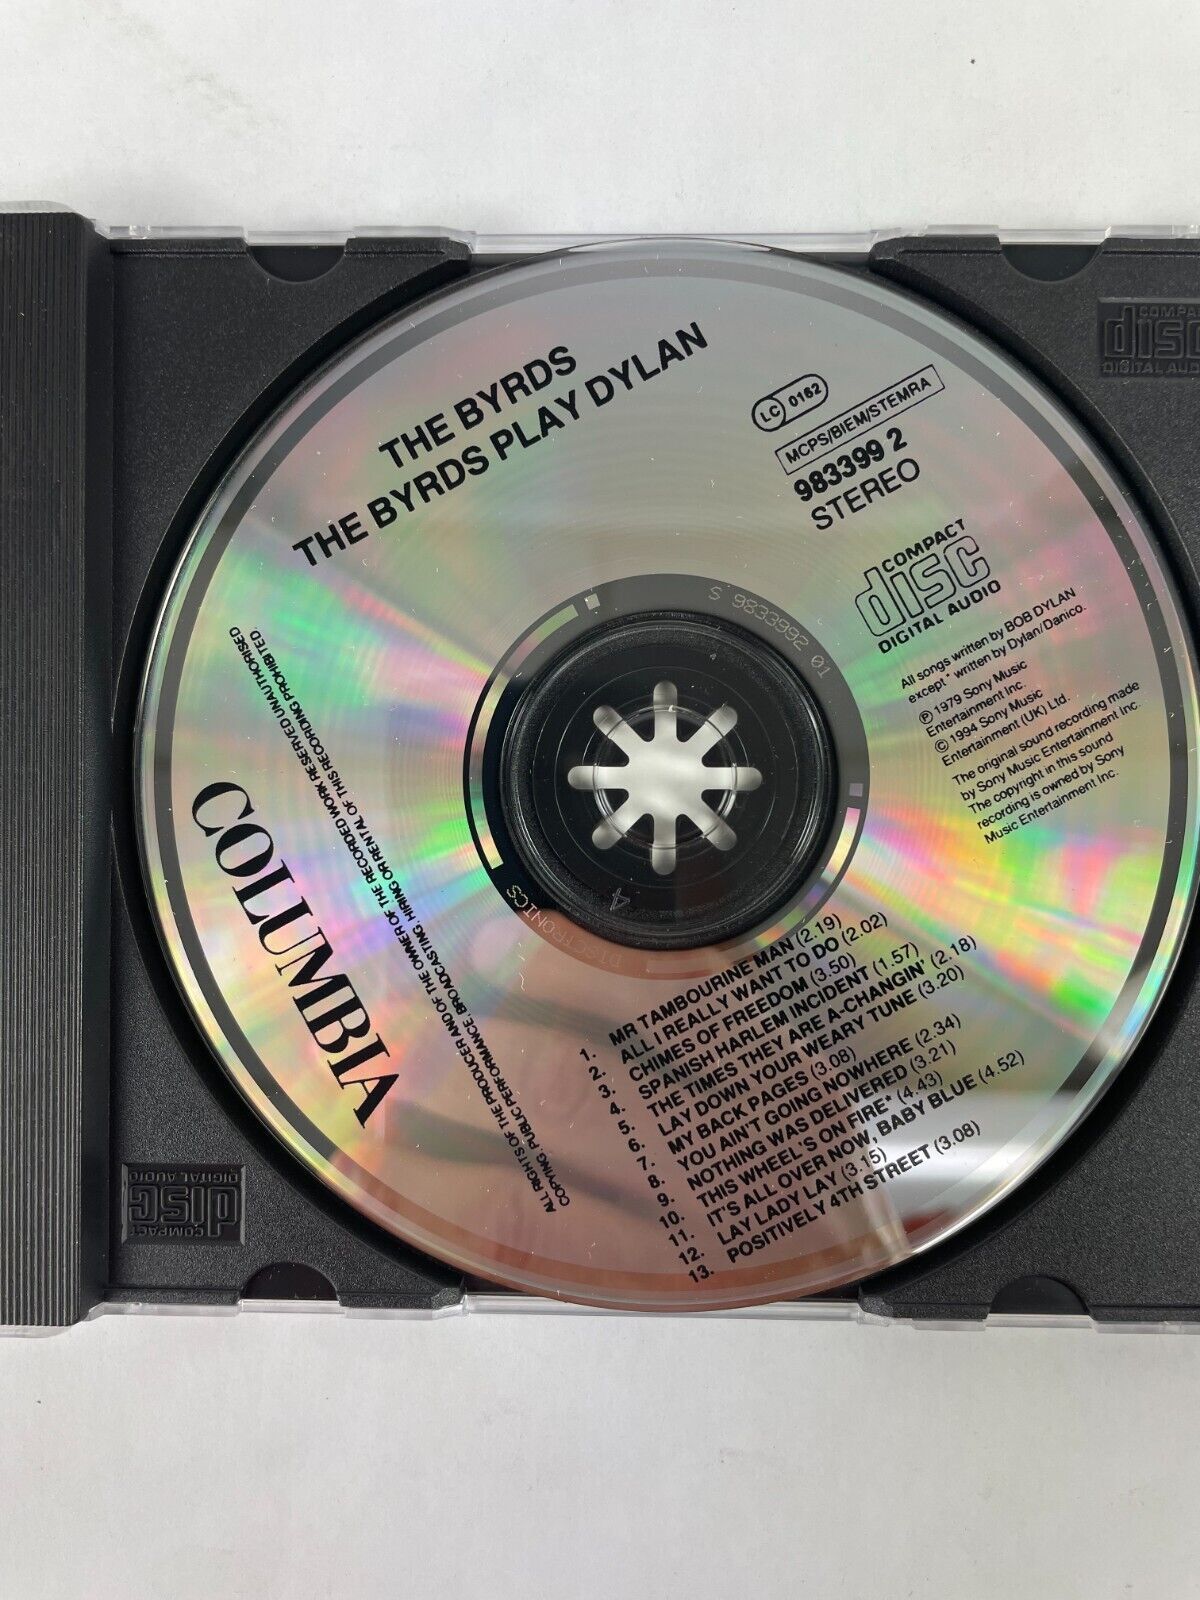 THE BYRDS
THE BYRDS PLAY DYLAN
LC 0162
MCPS/BIEM/STEMRA
983399 2
STEREO
COMPACT
disc
DIGITAL AUDIO
All songs written by BOB DYLAN
except * written by Dylan/Danico.
℗ 1979 Sony Music
Entertainment Inc.
© 1994 Sony Music
Entertainment (UK) Ltd.
The original sound recording made
by Sony Music Entertainment Inc.
The copyright in this sound
recording is owned by Sony
Music Entertainment Inc.
S 9833992 01
DISCTRONICS
4
4
COLUMBIA
ALL RIGHTS OF THE PRODUCER AND OF THE OWNER OF THE RECORDED WORK RESERVED UNAUTHORISED
COPYING, PUBLIC PERFORMANCE, BROADCASTING, HIRING OR RENTAL OF THIS RECORDING PROHIBITED.
1. MR TAMBOURINE MAN (2.19)
2. ALL I REALLY WANT TO DO (2.02)
3. CHIMES OF FREEDOM (3.50)
4. SPANISH HARLEM INCIDENT (1.57)
5. THE TIMES THEY ARE A-CHANGIN' (2.18)
6. LAY DOWN YOUR WEARY TUNE (3.20)
7. MY BACK PAGES (3.08)
8. YOU AIN'T GOING NOWHERE (2.34)
9. NOTHING WAS DELIVERED (3.21)
10. THIS WHEEL'S ON FIRE* (4.43)
11. IT'S ALL OVER NOW, BABY BLUE (4.52)
12. LAY LADY LAY (3.15)
13. POSITIVELY 4TH STREET (3.08)
COMPA
disc
DIGITAL AUD
COMPACT
disc
DIGITAL AUDIO